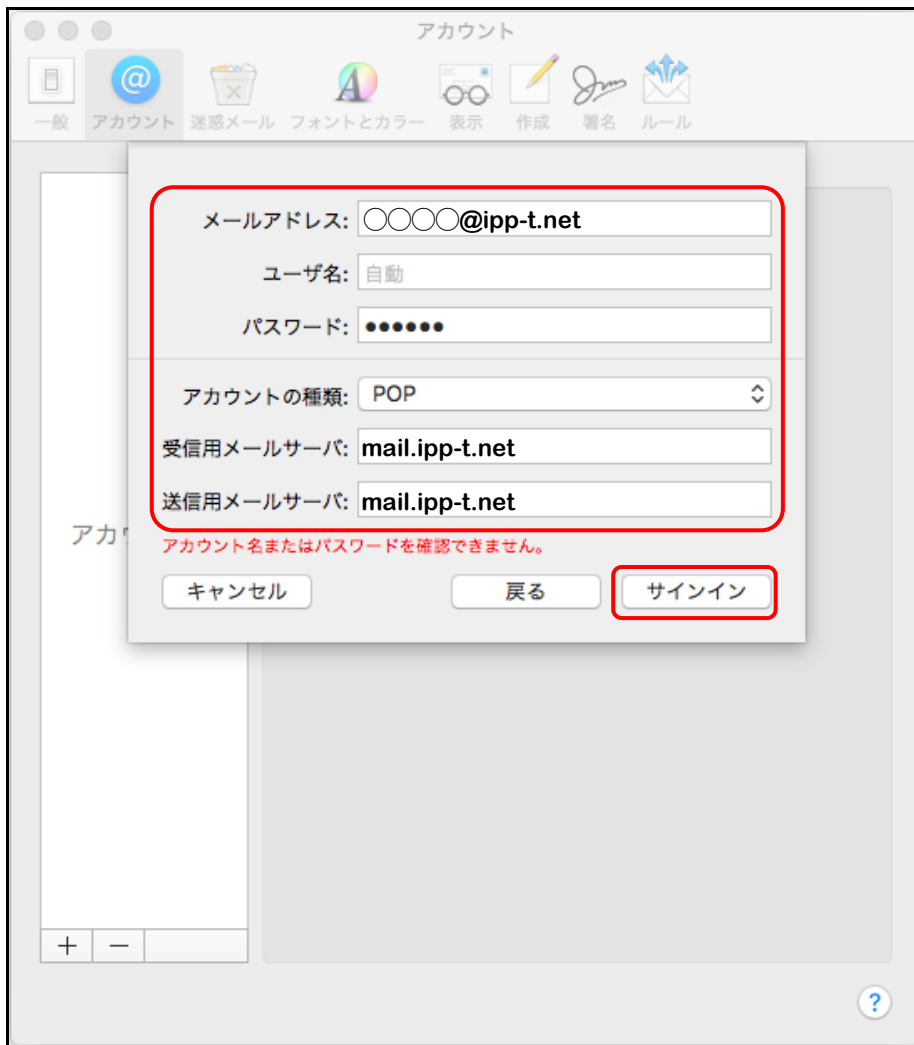 アカウント
一般 アカウント 迷惑メール フォントとカラー 表示 作成 署名 ルール
メールアドレス: 〇〇〇〇@ipp-t.net
ユーザ名: 自動
パスワード: ●●●●●●
アカウントの種類: POP
受信用メールサーバ: mail.ipp-t.net
送信用メールサーバ: mail.ipp-t.net
アカウント名またはパスワードを確認できません。
アカウ
キャンセル 戻る サインイン
+ −
?